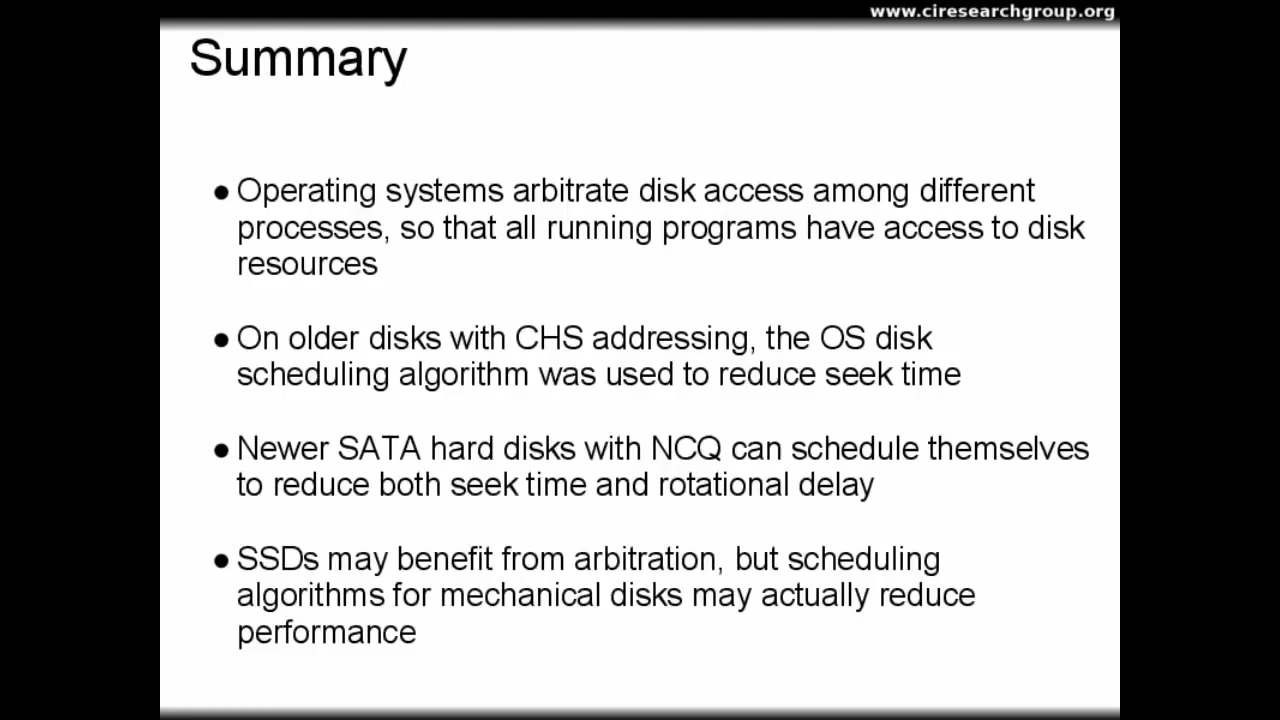 www.ciresearchgroup.org
Summary
● Operating systems arbitrate disk access among different
processes, so that all running programs have access to disk
resources
● On older disks with CHS addressing, the OS disk
scheduling algorithm was used to reduce seek time
● Newer SATA hard disks with NCQ can schedule themselves
to reduce both seek time and rotational delay
● SSDs may benefit from arbitration, but scheduling
algorithms for mechanical disks may actually reduce
performance